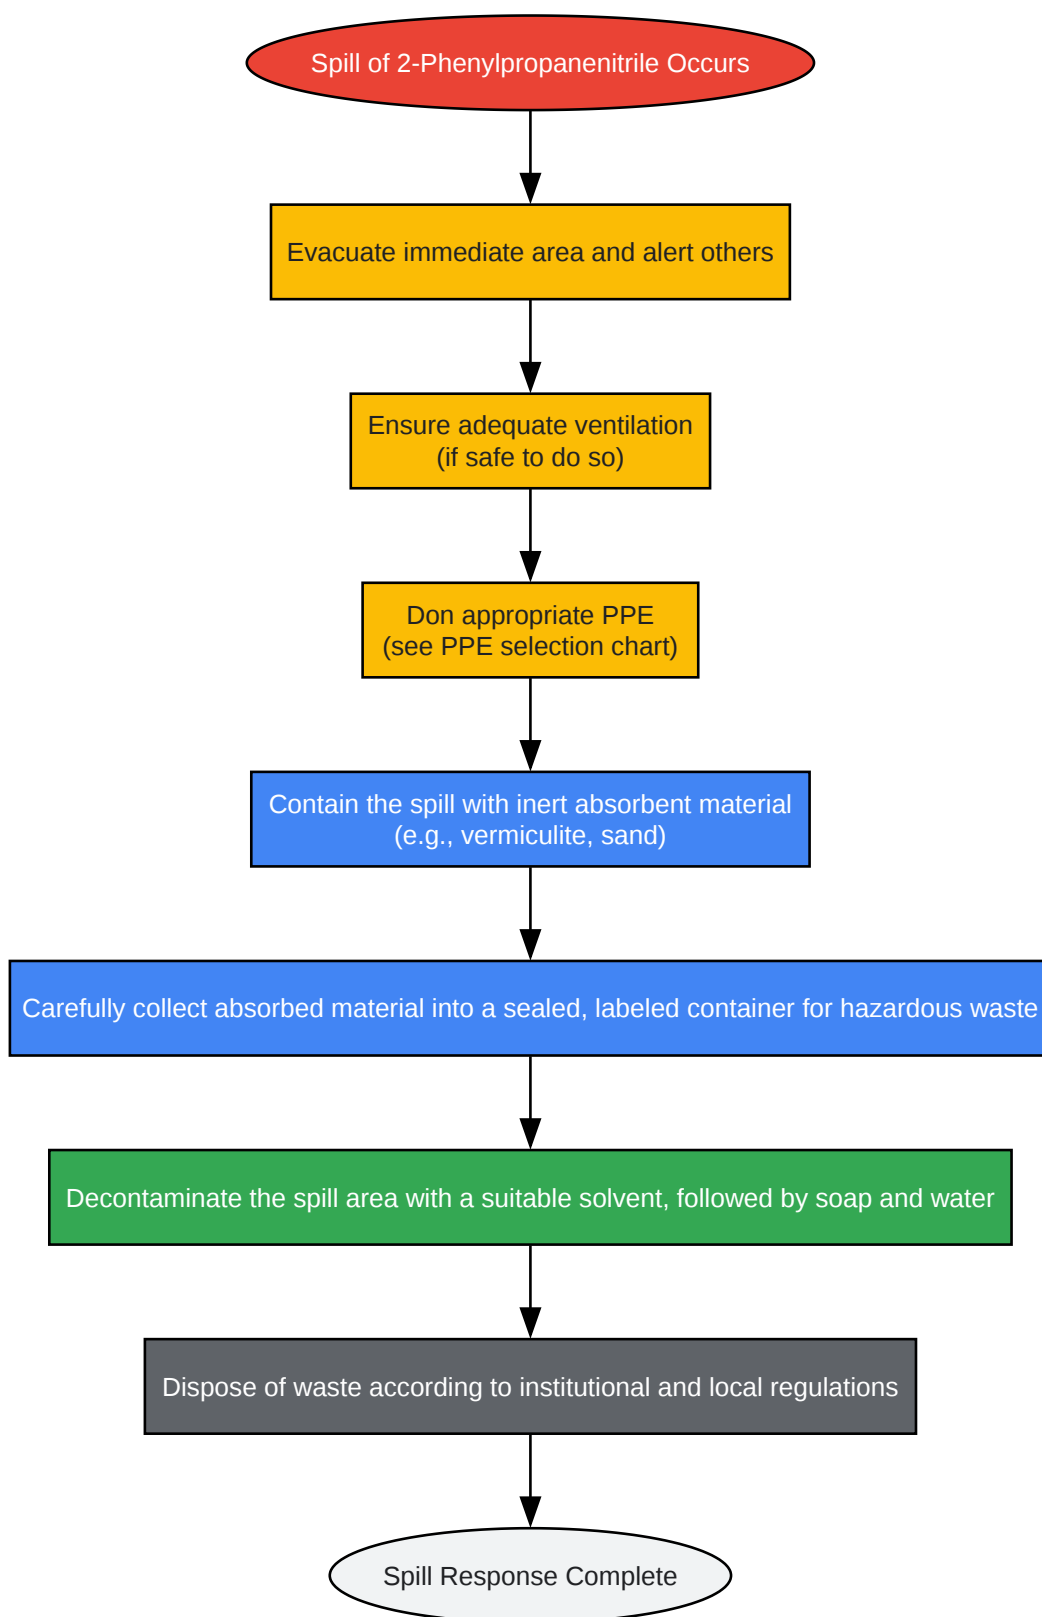 Spill of 2-Phenylpropanenitrile Occurs
Evacuate immediate area and alert others
Ensure adequate ventilation
(if safe to do so)
Don appropriate PPE
(see PPE selection chart)
Contain the spill with inert absorbent material
(e.g., vermiculite, sand)
Carefully collect absorbed material into a sealed, labeled container for hazardous waste
Decontaminate the spill area with a suitable solvent, followed by soap and water
Dispose of waste according to institutional and local regulations
Spill Response Complete